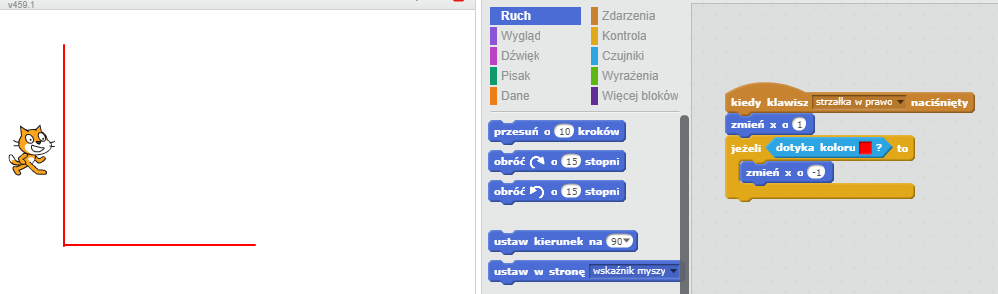 v459.1
Ruch
Zdarzenia
Wygląd
Kontrola
Dźwięk
Czujniki
Pisak
Wyrażenia
Dane
Więcej bloków
przesuń o 10 kroków
obróć 15 stopni
obróć 15 stopni
ustaw kierunek na 90
ustaw w stronę wskaźnik myszy
kiedy klawisz strzałka w prawo naciśnięty
zmień x o 1
jeżeli dotyka koloru ? to
zmień x o -1